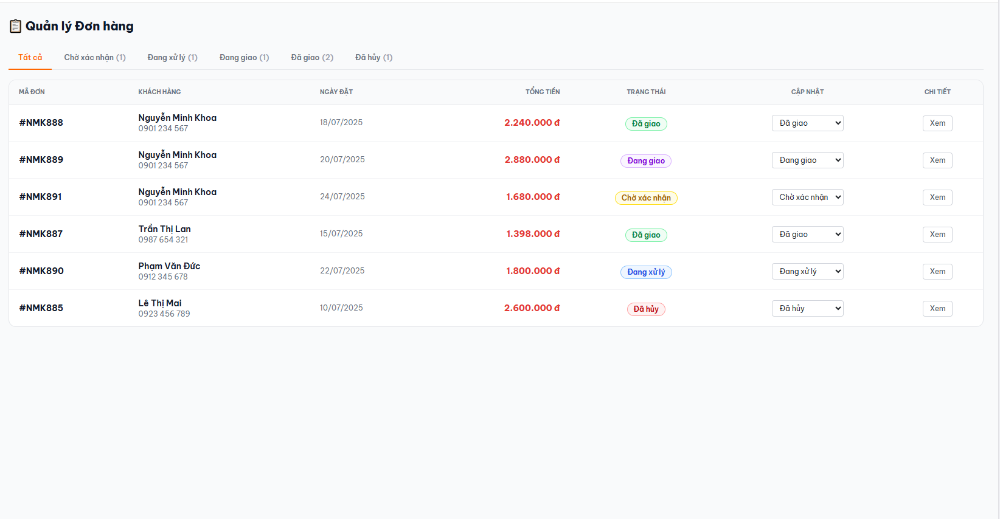 📋 Quản lý Đơn hàng
Tất cả Chờ xác nhận (1) Đang xử lý (1) Đang giao (1) Đã giao (2) Đã hủy (1)
MÃ ĐƠN KHÁCH HÀNG NGÀY ĐẶT TỔNG TIỀN TRẠNG THÁI CẬP NHẬT CHI TIẾT
#NMK888 Nguyễn Minh Khoa 18/07/2025 2.240.000 đ Đã giao Đã giao Xem
0901 234 567
#NMK889 Nguyễn Minh Khoa 20/07/2025 2.880.000 đ Đang giao Đang giao Xem
0901 234 567
#NMK891 Nguyễn Minh Khoa 24/07/2025 1.680.000 đ Chờ xác nhận Chờ xác nhận Xem
0901 234 567
#NMK887 Trần Thị Lan 15/07/2025 1.398.000 đ Đã giao Đã giao Xem
0987 654 321
#NMK890 Phạm Văn Đức 22/07/2025 1.800.000 đ Đang xử lý Đang xử lý Xem
0912 345 678
#NMK885 Lê Thị Mai 10/07/2025 2.600.000 đ Đã hủy Đã hủy Xem
0923 456 789